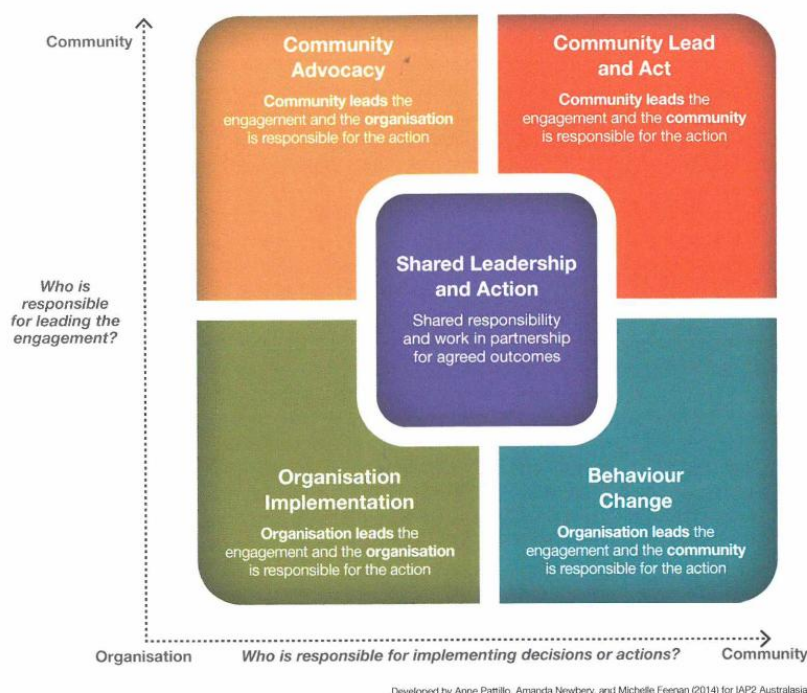 Community
Community
Advocacy
Community leads the
engagement and the organisation
is responsible for the action
Community Lead
and Act
Community leads the
engagement and the community
is responsible for the action
Who is
responsible
for leading the
engagement?
Shared Leadership
and Action
Shared responsibility
and work in partnership
for agreed outcomes
Organisation
Implementation
Organisation leads the
engagement and the organisation
is responsible for the action
Behaviour
Change
Organisation leads the
engagement and the community
is responsible for the action
Organisation
Who is responsible for implementing decisions or actions?
Community
Developed by Anne Pattillo, Amanda Newbery, and Michelle Feenan (2014) for IAP2 Australasia